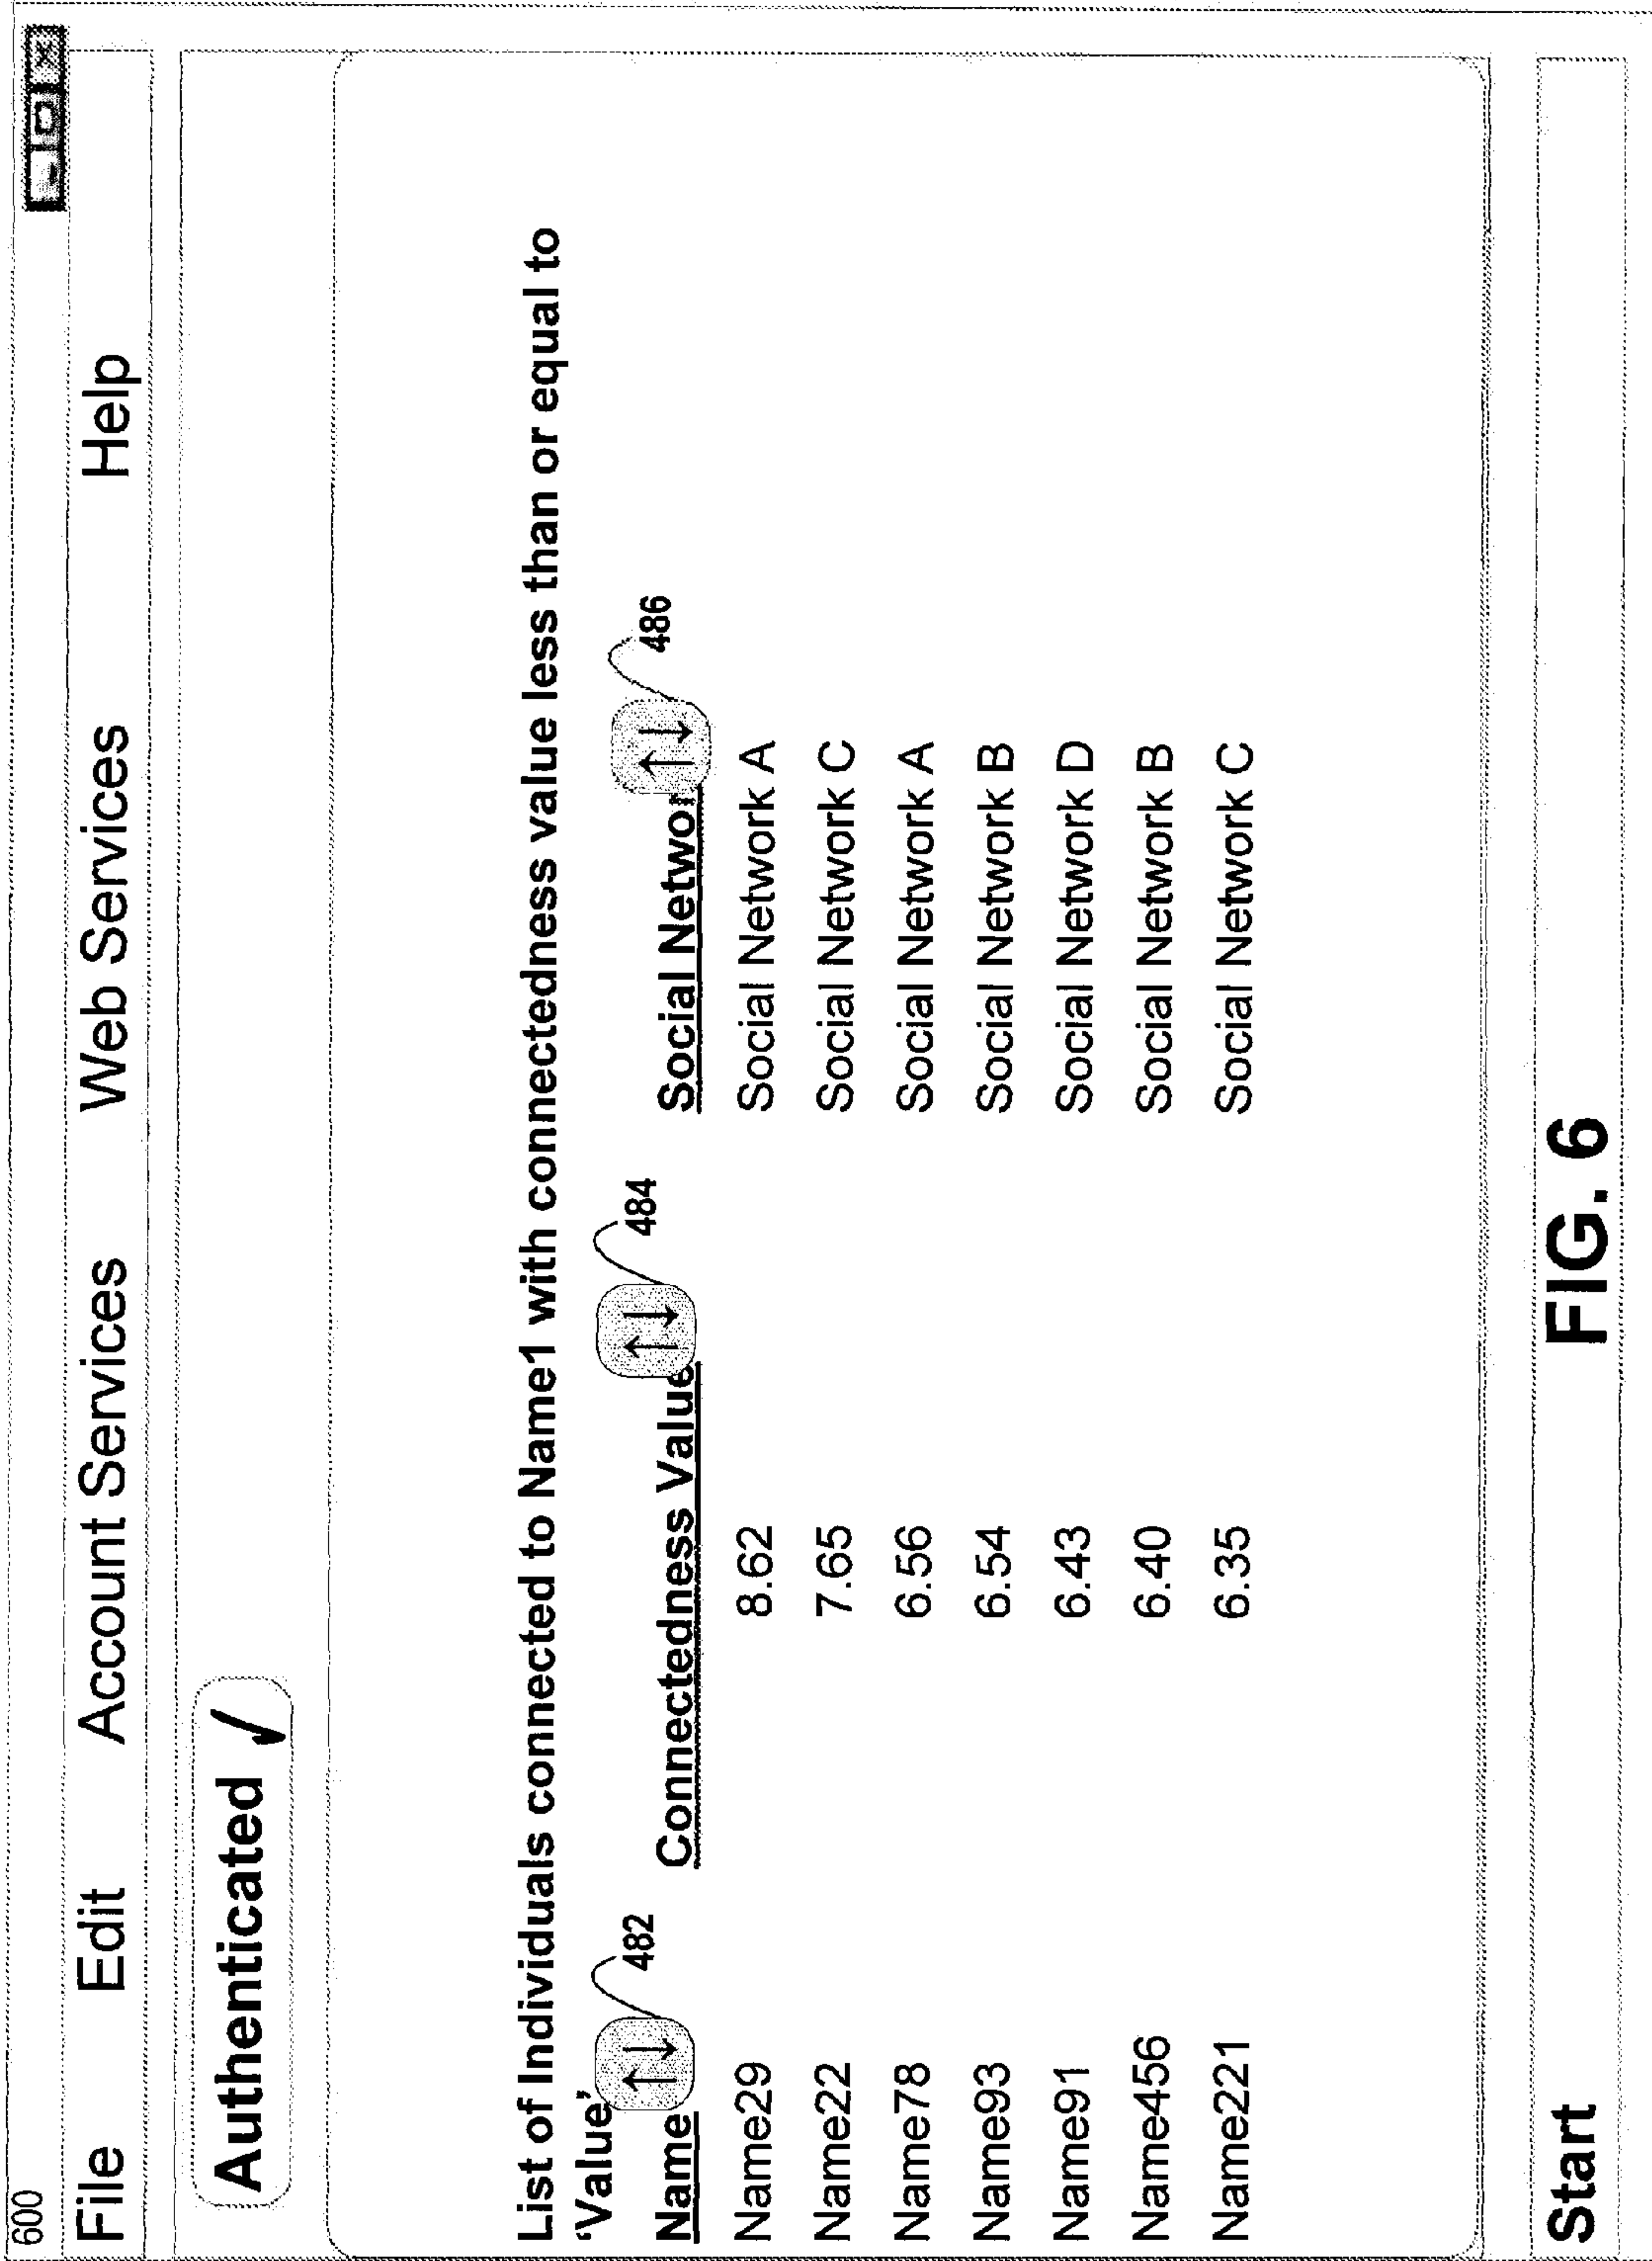 600
File Edit Account Services Web Services Help
Authenticated ✓
List of Individuals connected to Name1 with connectedness value less than or equal to
‘Value’
482 484 486
Name Connectedness Value Social Networ
Name29 8.62 Social Network A
Name22 7.65 Social Network C
Name78 6.56 Social Network A
Name93 6.54 Social Network B
Name91 6.43 Social Network D
Name456 6.40 Social Network B
Name221 6.35 Social Network C
Start
FIG. 6